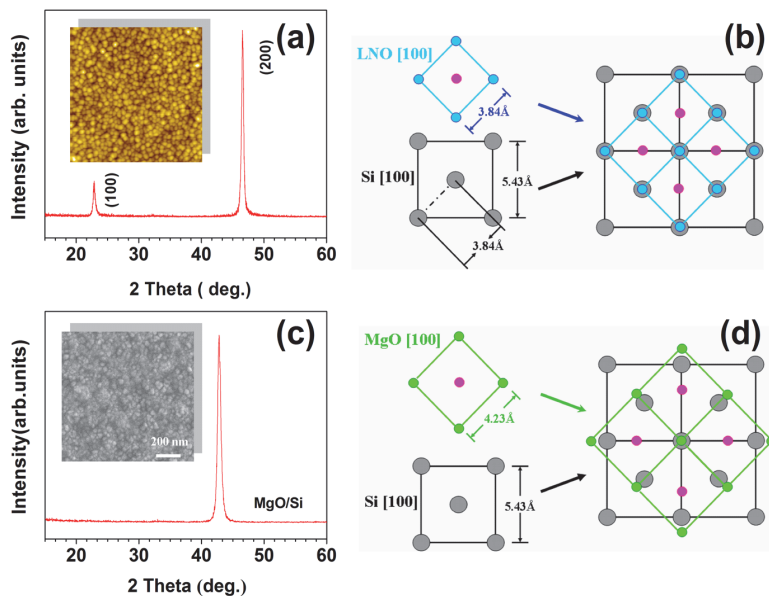 (a)
Intensity (arb. units)
(100)
(200)
15 20 30 40 50 60
2 Theta ( deg.)
(b)
LNO [100]
3.84Å
Si [100]
5.43Å
3.84Å
(c)
Intensity(arb.units)
200 nm
MgO/Si
20 30 40 50 60
2 Theta (deg.)
(d)
MgO [100]
4.23Å
Si [100]
5.43Å